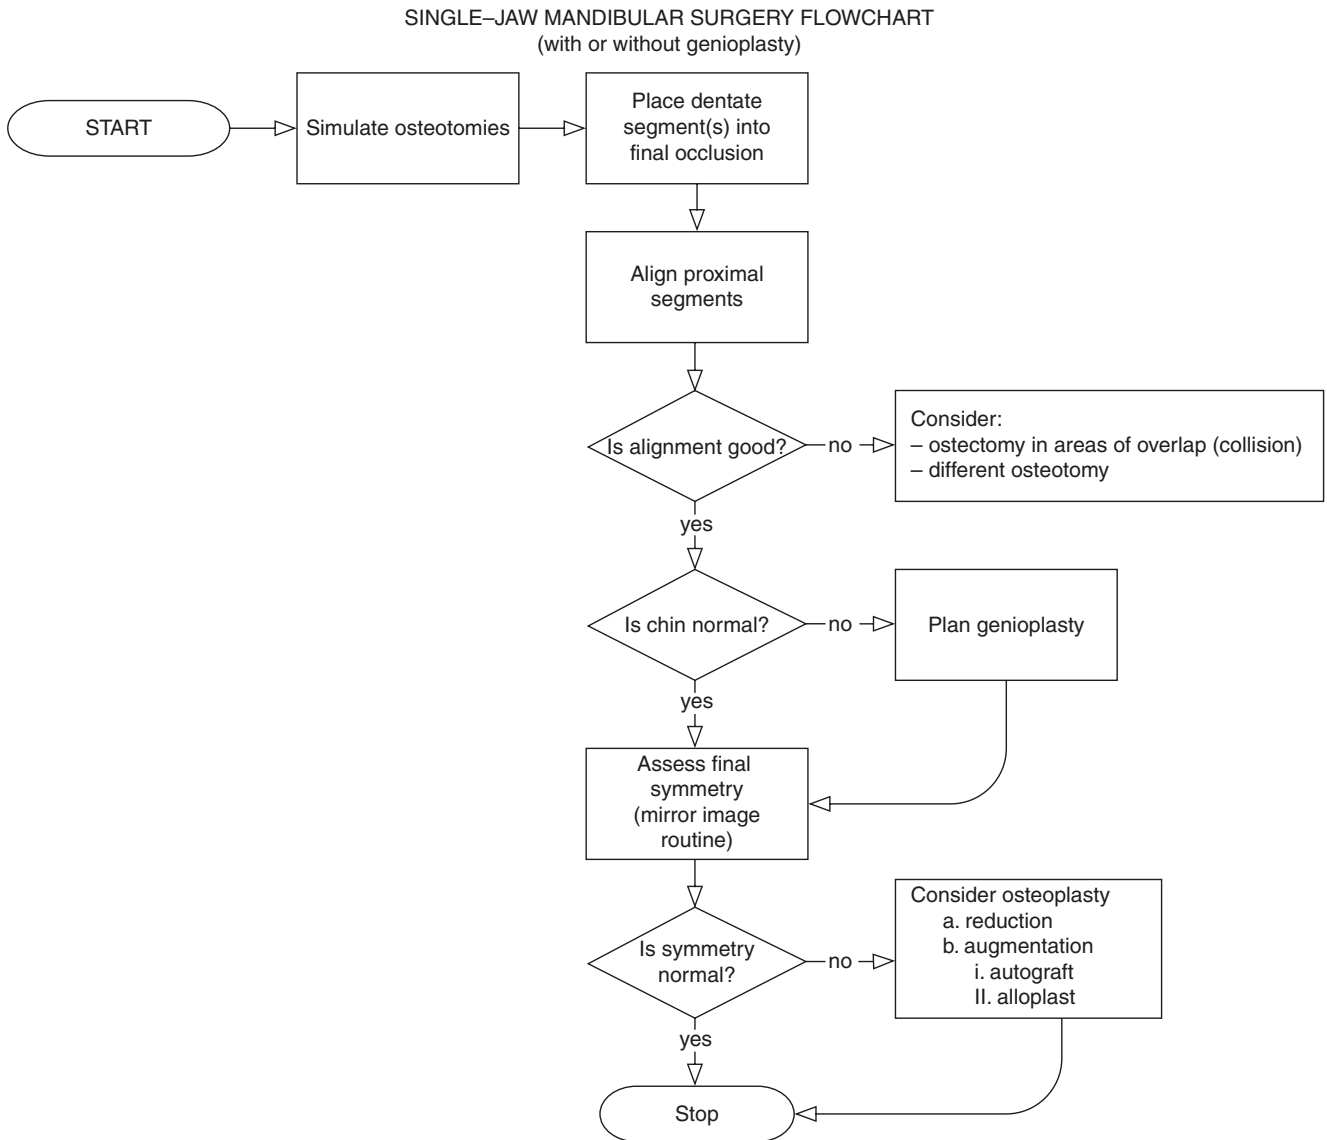 SINGLE–JAW MANDIBULAR SURGERY FLOWCHART
(with or without genioplasty)
START
Simulate osteotomies
Place dentate
segment(s) into
final occlusion
Align proximal
segments
Is alignment good?
no
Consider:
– ostectomy in areas of overlap (collision)
– different osteotomy
yes
Is chin normal?
no
Plan genioplasty
yes
Assess final
symmetry
(mirror image
routine)
Is symmetry
normal?
no
Consider osteoplasty
a. reduction
b. augmentation
i. autograft
II. alloplast
yes
Stop